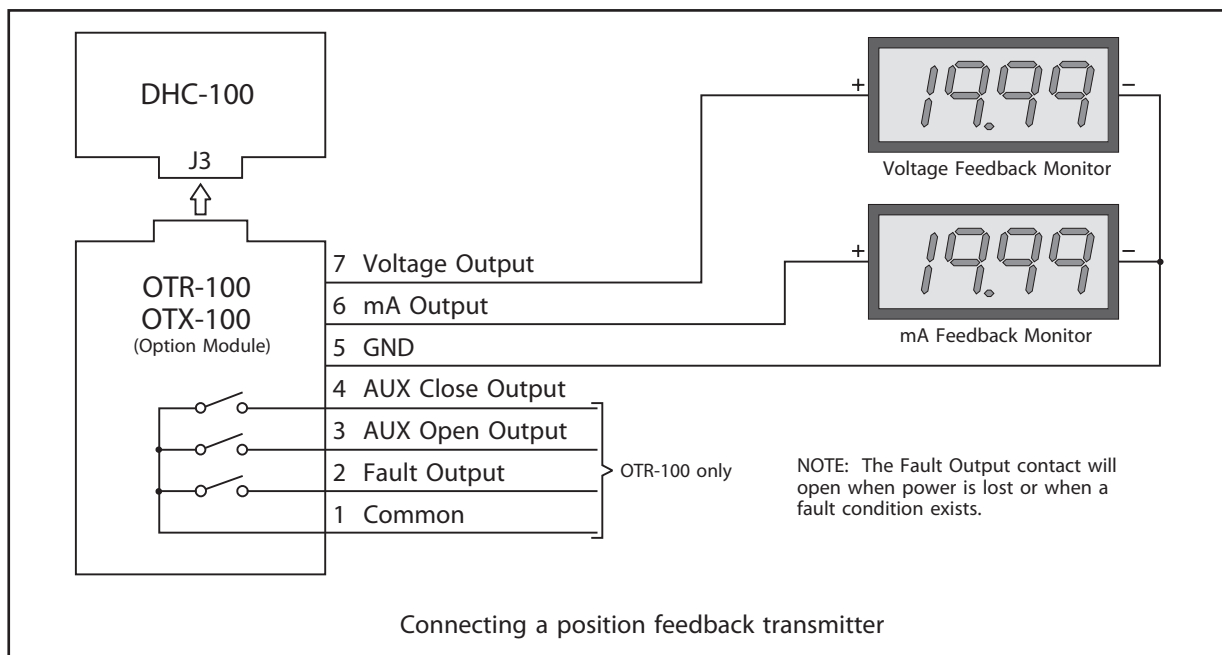 DHC-100
J3
OTR-100
OTX-100
(Option Module)
7 Voltage Output
6 mA Output
5 GND
4 AUX Close Output
3 AUX Open Output
2 Fault Output
1 Common
OTR-100 only
+ 19.99 −
Voltage Feedback Monitor
+ 19.99 −
mA Feedback Monitor
NOTE: The Fault Output contact will
open when power is lost or when a
fault condition exists.
Connecting a position feedback transmitter